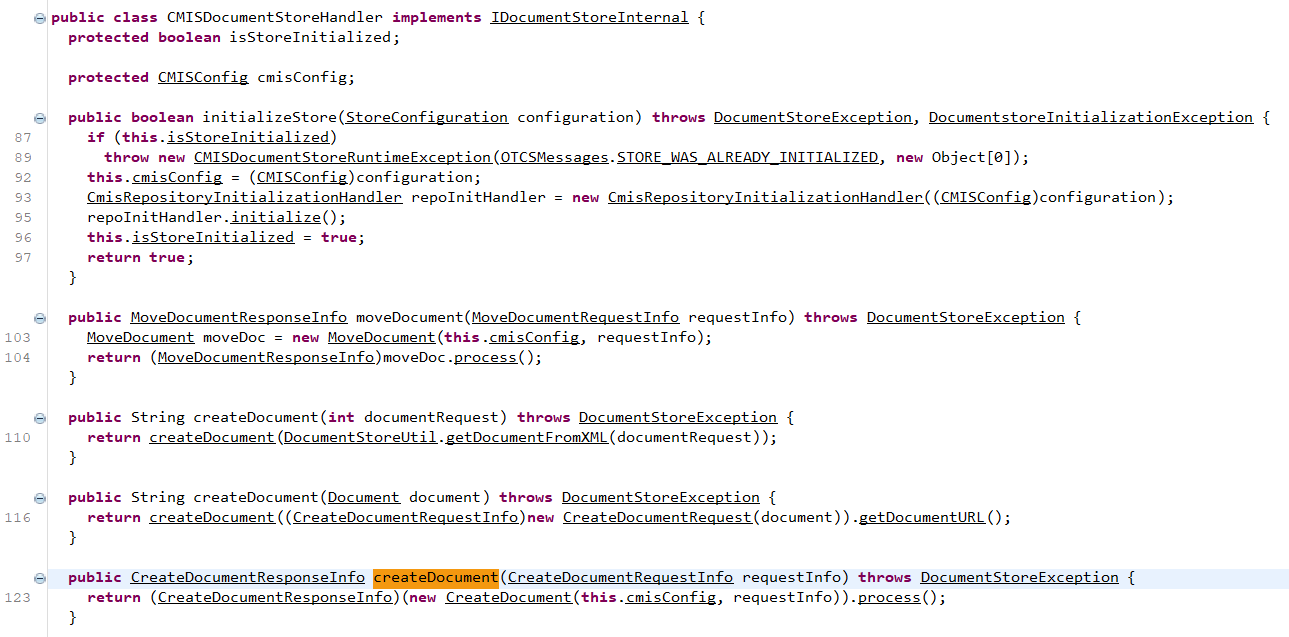 public class CMISDocumentStoreHandler implements IDocumentStoreInternal {
protected boolean isStoreInitialized;
protected CMISConfig cmisConfig;
public boolean initializeStore(StoreConfiguration configuration) throws DocumentStoreException, DocumentstoreInitializationException {
87 if (this.isStoreInitialized)
89 throw new CMISDocumentStoreRuntimeException(OTCSMessages.STORE_WAS_ALREADY_INITIALIZED, new Object[0]);
92 this.cmisConfig = (CMISConfig)configuration;
93 CmisRepositoryInitializationHandler repoInitHandler = new CmisRepositoryInitializationHandler((CMISConfig)configuration);
95 repoInitHandler.initialize();
96 this.isStoreInitialized = true;
97 return true;
}
public MoveDocumentResponseInfo moveDocument(MoveDocumentRequestInfo requestInfo) throws DocumentStoreException {
103 MoveDocument moveDoc = new MoveDocument(this.cmisConfig, requestInfo);
104 return (MoveDocumentResponseInfo)moveDoc.process();
}
public String createDocument(int documentRequest) throws DocumentStoreException {
110 return createDocument(DocumentStoreUtil.getDocumentFromXML(documentRequest));
}
public String createDocument(Document document) throws DocumentStoreException {
116 return createDocument((CreateDocumentRequestInfo)new CreateDocumentRequest(document)).getDocumentURL();
}
public CreateDocumentResponseInfo createDocument(CreateDocumentRequestInfo requestInfo) throws DocumentStoreException {
123 return (CreateDocumentResponseInfo)(new CreateDocument(this.cmisConfig, requestInfo)).process();
}